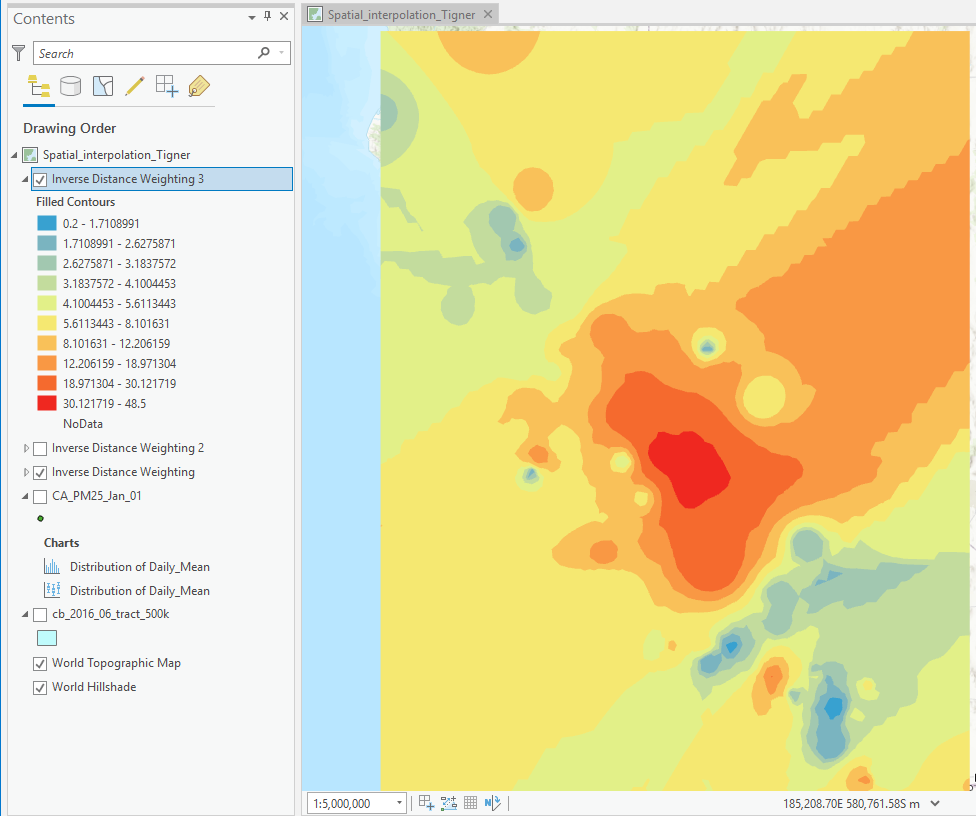 Contents
Spatial_interpolation_Tigner
Search
Drawing Order
Spatial_interpolation_Tigner
Inverse Distance Weighting 3
Filled Contours
0.2 - 1.7108991
1.7108991 - 2.6275871
2.6275871 - 3.1837572
3.1837572 - 4.1004453
4.1004453 - 5.6113443
5.6113443 - 8.101631
8.101631 - 12.206159
12.206159 - 18.971304
18.971304 - 30.121719
30.121719 - 48.5
NoData
Inverse Distance Weighting 2
Inverse Distance Weighting
CA_PM25_Jan_01
Charts
Distribution of Daily_Mean
Distribution of Daily_Mean
cb_2016_06_tract_500k
World Topographic Map
World Hillshade
1:5,000,000
N
185,208.70E 580,761.58S m